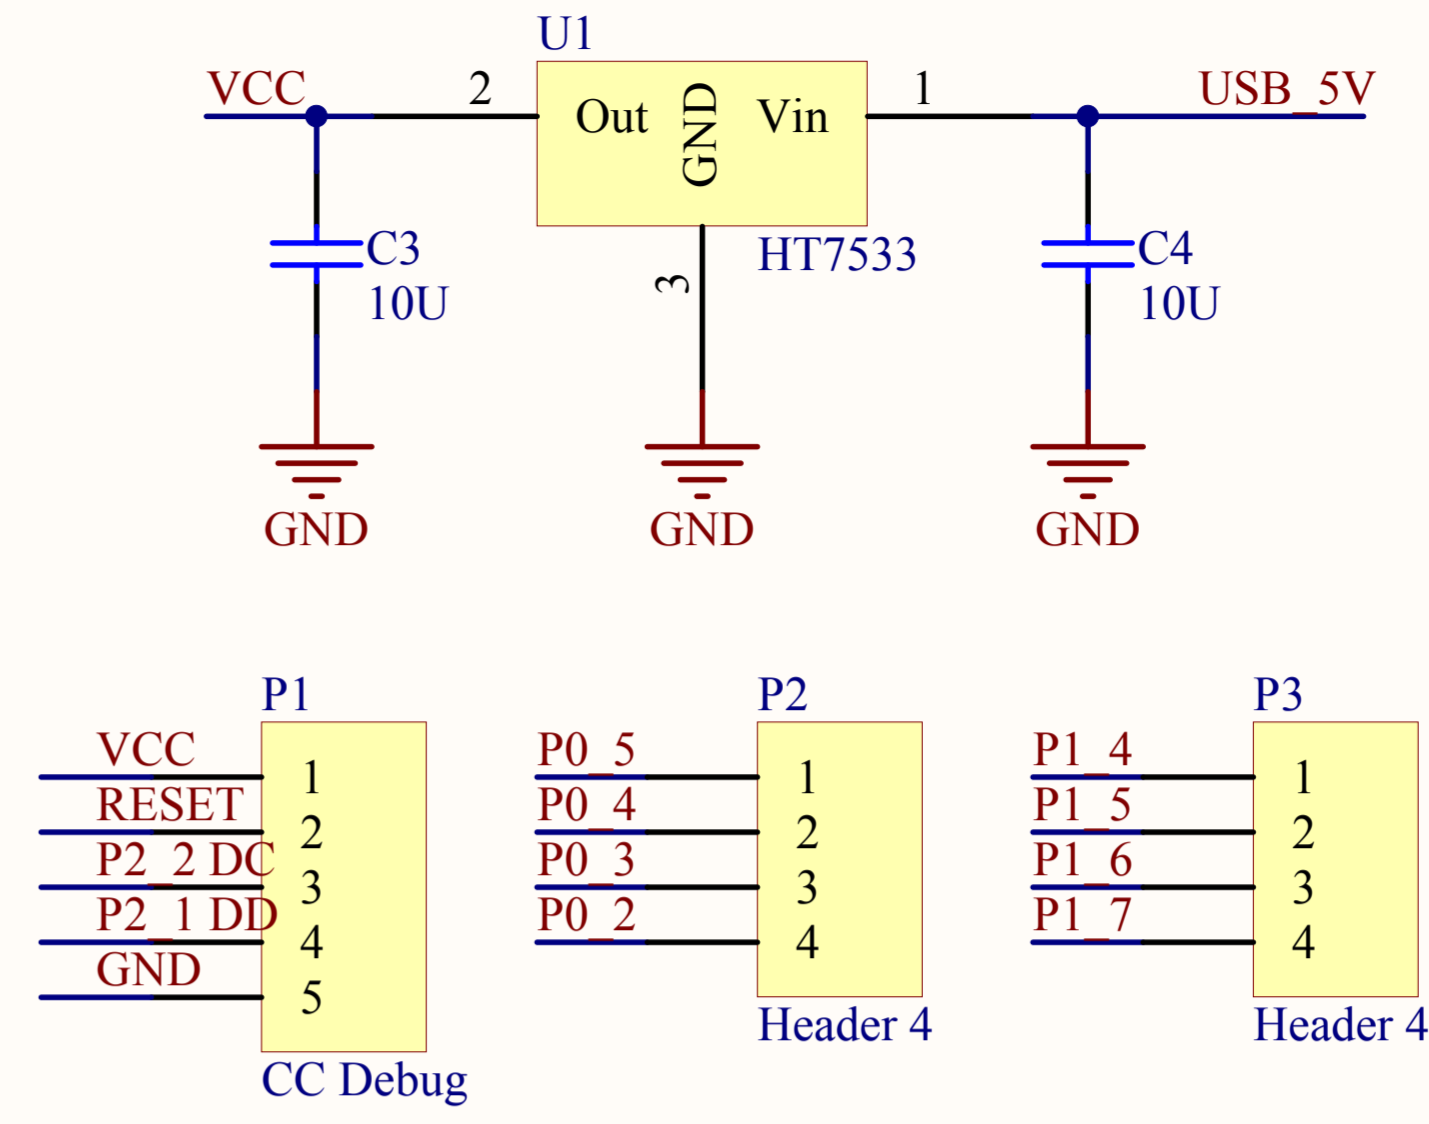 U1
VCC 2 Out GND Vin 1 USB_5V
HT7533
3
C3
10U
C4
10U
GND GND GND
P1
VCC 1
RESET 2
P2_2 DC 3
P2_1 DD 4
GND 5
CC Debug
P2
P0_5 1
P0_4 2
P0_3 3
P0_2 4
Header 4
P3
P1_4 1
P1_5 2
P1_6 3
P1_7 4
Header 4